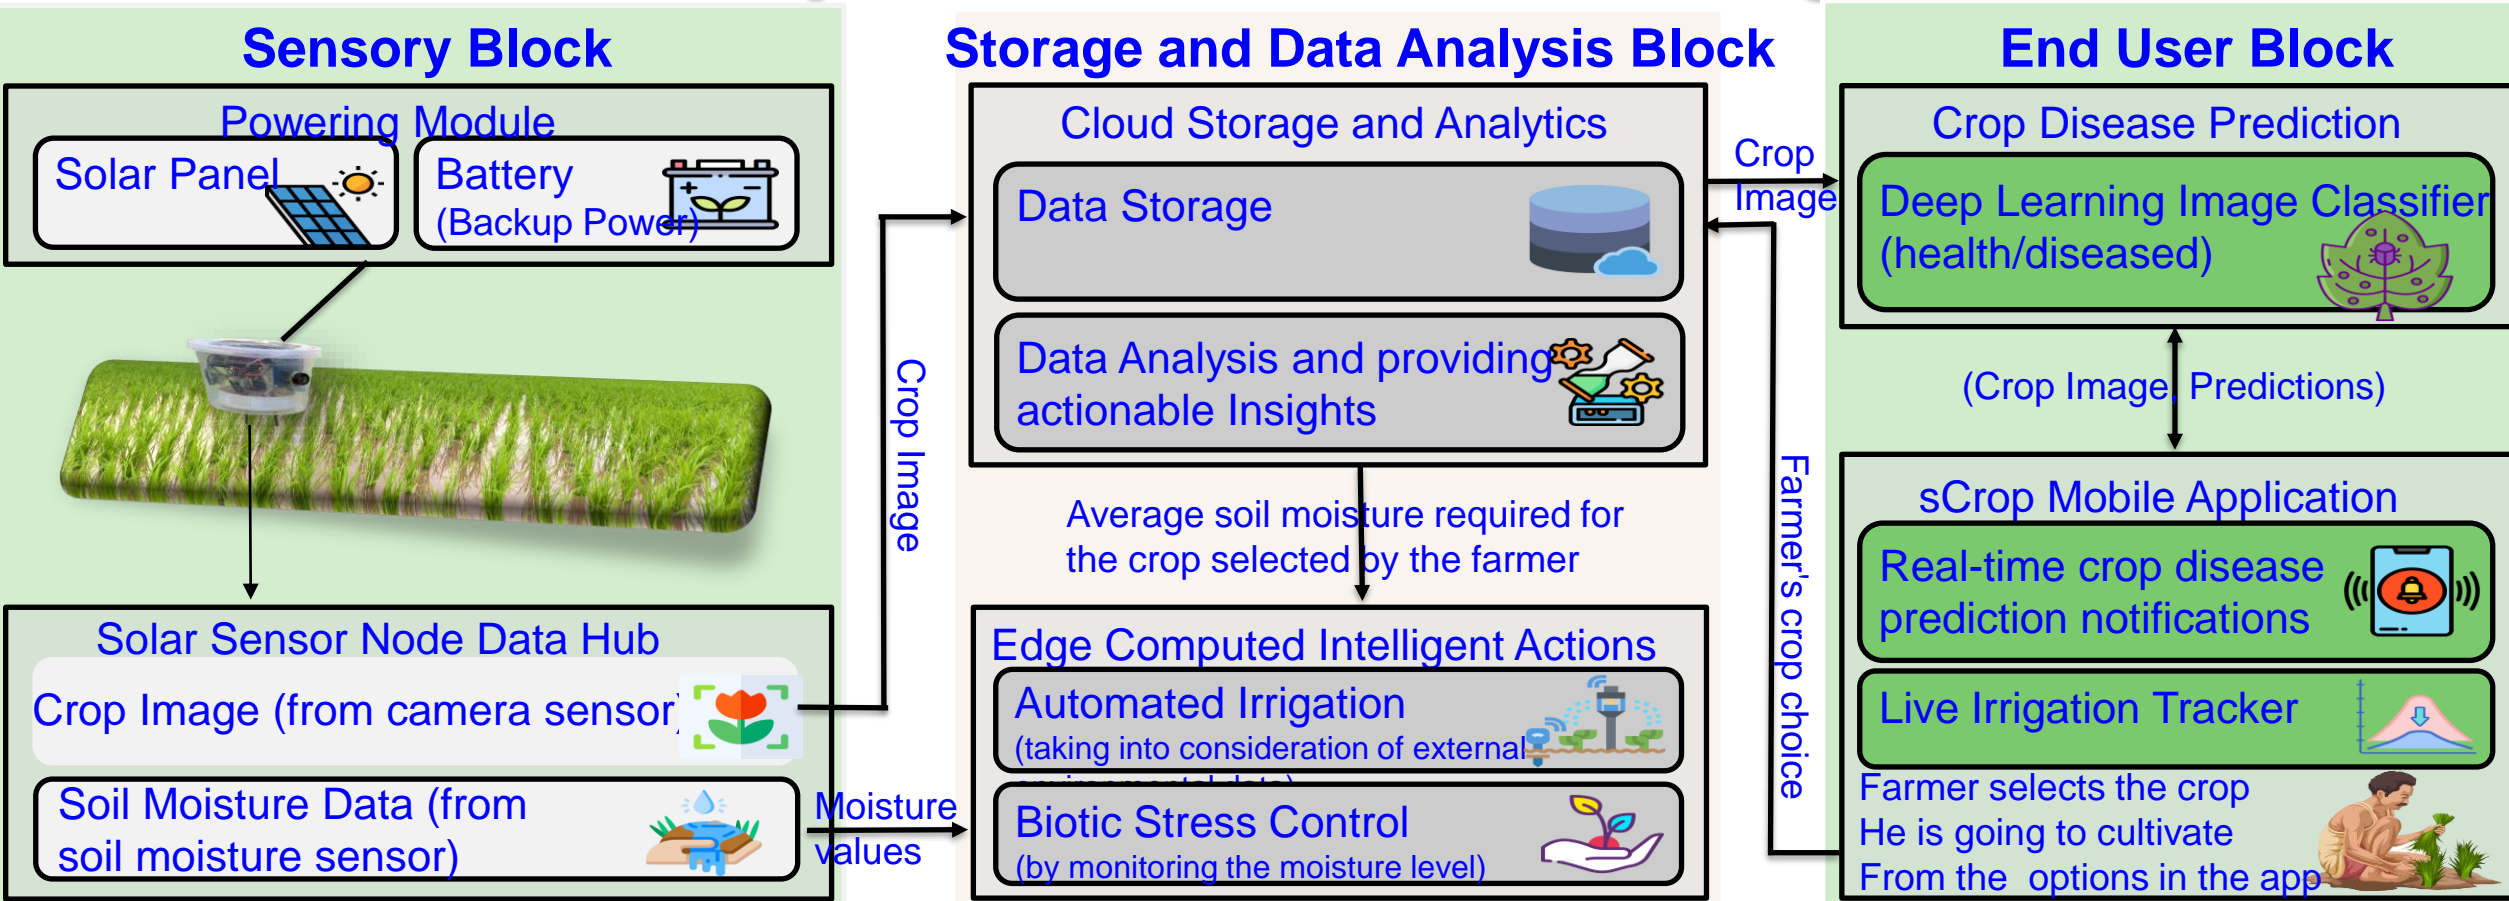 Sensory Block
Powering Module
Solar Panel
Battery
(Backup Power)
Solar Sensor Node Data Hub
Crop Image (from camera sensor)
Soil Moisture Data (from
soil moisture sensor)
Crop Image
Moisture
values
Storage and Data Analysis Block
Cloud Storage and Analytics
Data Storage
Data Analysis and providing
actionable Insights
Average soil moisture required for
the crop selected by the farmer
Edge Computed Intelligent Actions
Automated Irrigation
(taking into consideration of external
environmental data)
Biotic Stress Control
(by monitoring the moisture level)
Crop
Image
Farmer's crop choice
End User Block
Crop Disease Prediction
Deep Learning Image Classifier
(health/diseased)
(Crop Image, Predictions)
sCrop Mobile Application
Real-time crop disease
prediction notifications
Live Irrigation Tracker
Farmer selects the crop
He is going to cultivate
From the options in the app